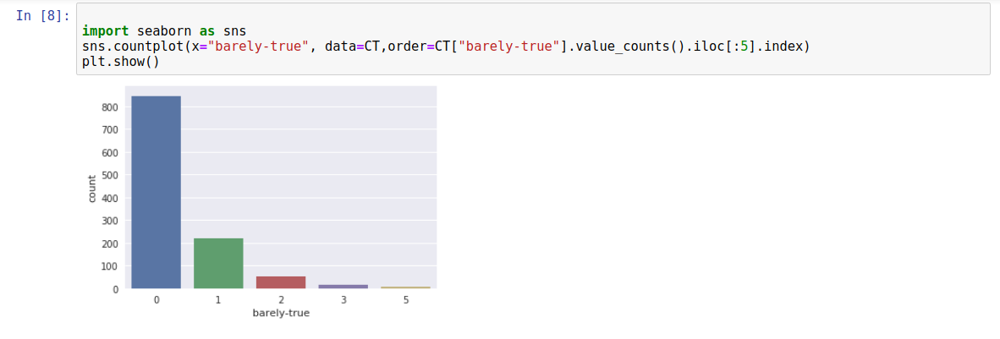 In [8]:
import seaborn as sns
sns.countplot(x="barely-true", data=CT,order=CT["barely-true"].value_counts().iloc[:5].index)
plt.show()
800
700
600
500
400
300
200
100
0
count
0 1 2 3 5
barely-true